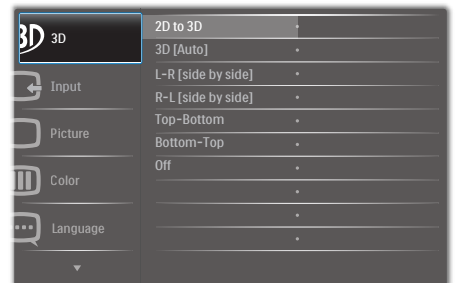 3D 3D
Input
Picture
Color
Language
2D to 3D
3D [Auto]
L-R [side by side]
R-L [side by side]
Top-Bottom
Bottom-Top
Off